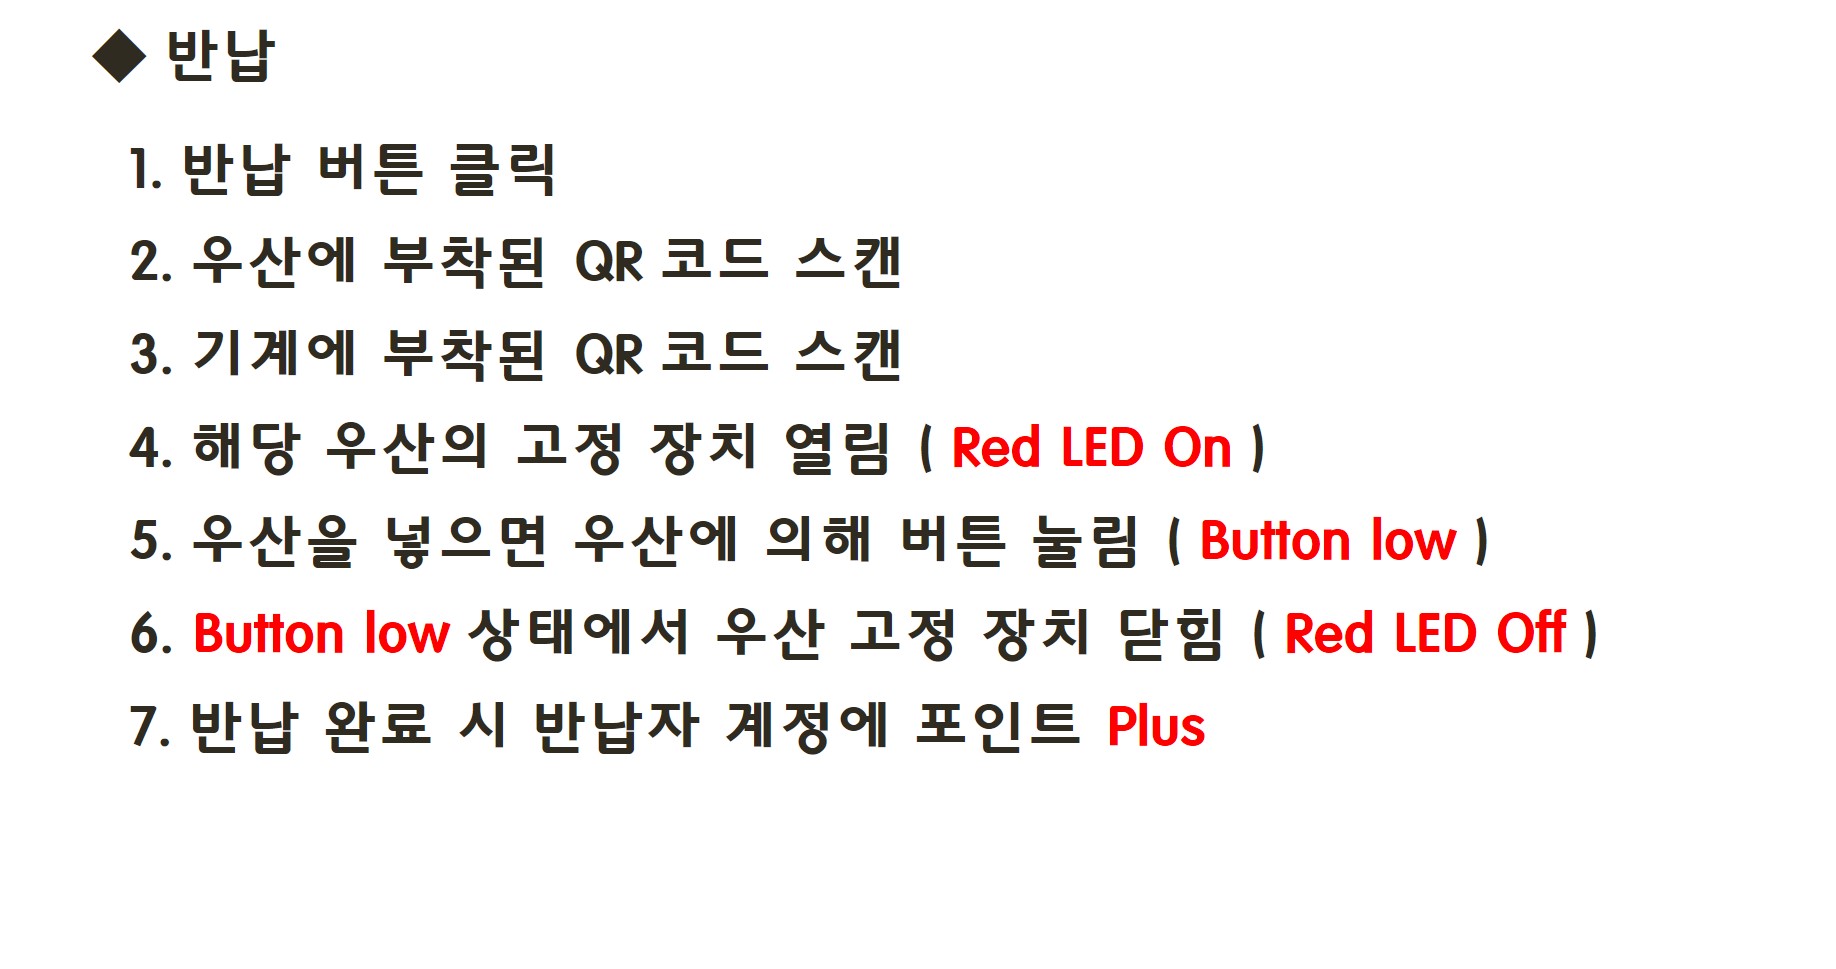 ◆ 반납
1. 반납 버튼 클릭
2. 우산에 부착된 QR 코드 스캔
3. 기계에 부착된 QR 코드 스캔
4. 해당 우산의 고정 장치 열림 ( Red LED On )
5. 우산을 넣으면 우산에 의해 버튼 눌림 ( Button low )
6. Button low 상태에서 우산 고정 장치 닫힘 ( Red LED Off )
7. 반납 완료 시 반납자 계정에 포인트 Plus